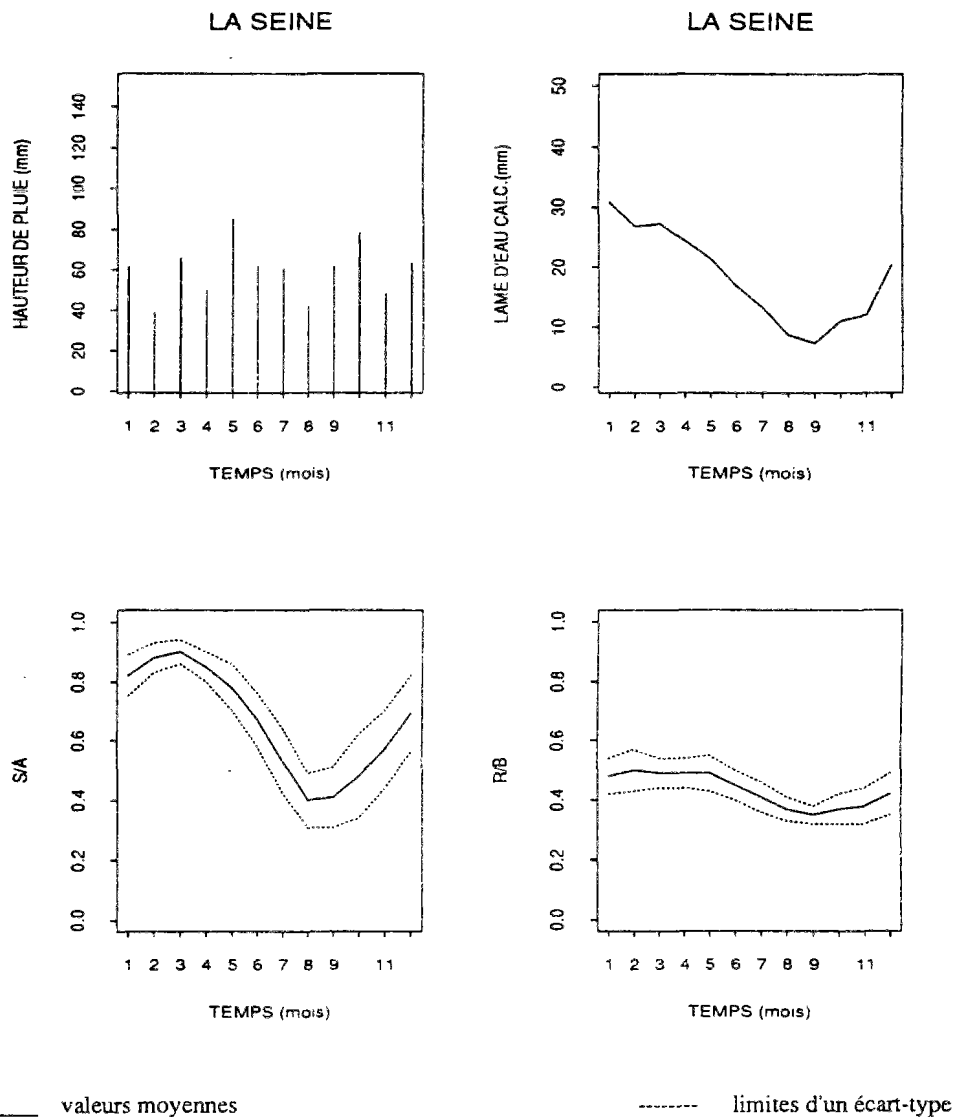 LA SEINE
LA SEINE
HAUTEUR DE PLUIE (mm)
140
120
100
80
60
40
20
0
1 2 3 4 5 6 7 8 9 11
TEMPS (mois)
LAME D'EAU CALC.(mm)
50
40
30
20
10
0
1 2 3 4 5 6 7 8 9 11
TEMPS (mois)
S/A
1.0
0.8
0.6
0.4
0.2
0.0
1 2 3 4 5 6 7 8 9 11
TEMPS (mois)
R/B
1.0
0.8
0.6
0.4
0.2
0.0
1 2 3 4 5 6 7 8 9 11
TEMPS (mois)
valeurs moyennes
limites d'un écart-type